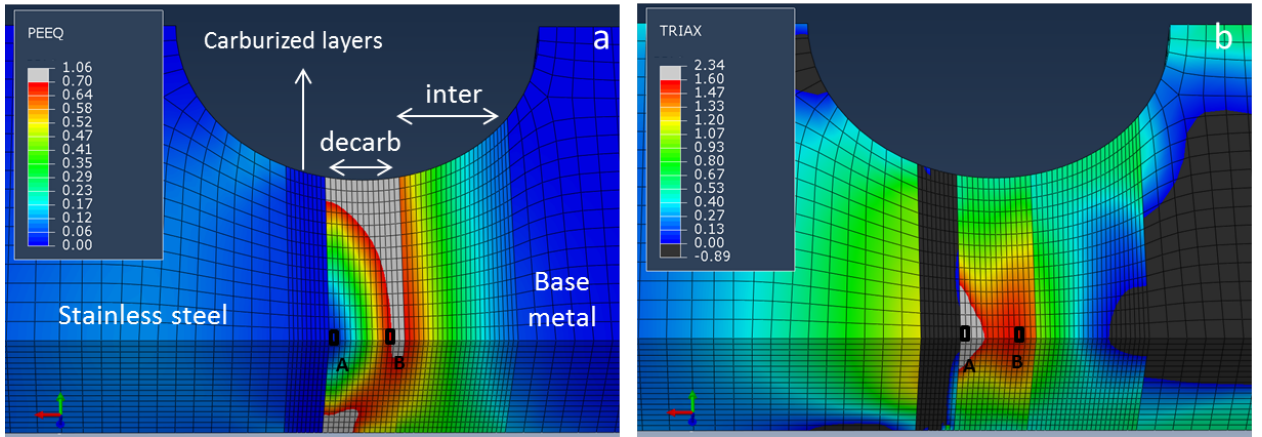 PEEQ
1.06
0.70
0.64
0.58
0.52
0.47
0.41
0.35
0.29
0.23
0.17
0.12
0.06
0.00
Carburized layers
a
inter
decarb
Stainless steel
Base
metal
A
B
TRIAX
2.34
1.60
1.47
1.33
1.20
1.07
0.93
0.80
0.67
0.53
0.40
0.27
0.13
0.00
-0.89
b
A
B